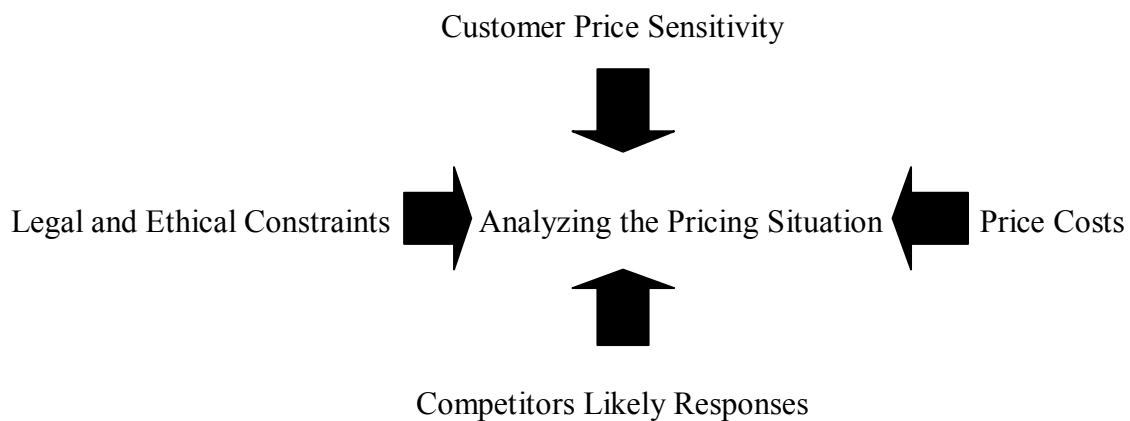 Customer Price Sensitivity
Legal and Ethical Constraints
Analyzing the Pricing Situation
Price Costs
Competitors Likely Responses